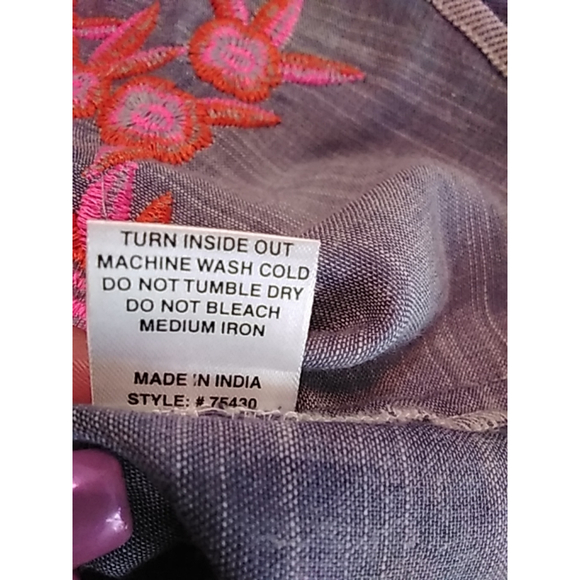 TURN INSIDE OUT
MACHINE WASH COLD
DO NOT TUMBLE DRY
DO NOT BLEACH
MEDIUM IRON
MADE IN INDIA
STYLE: # 75430